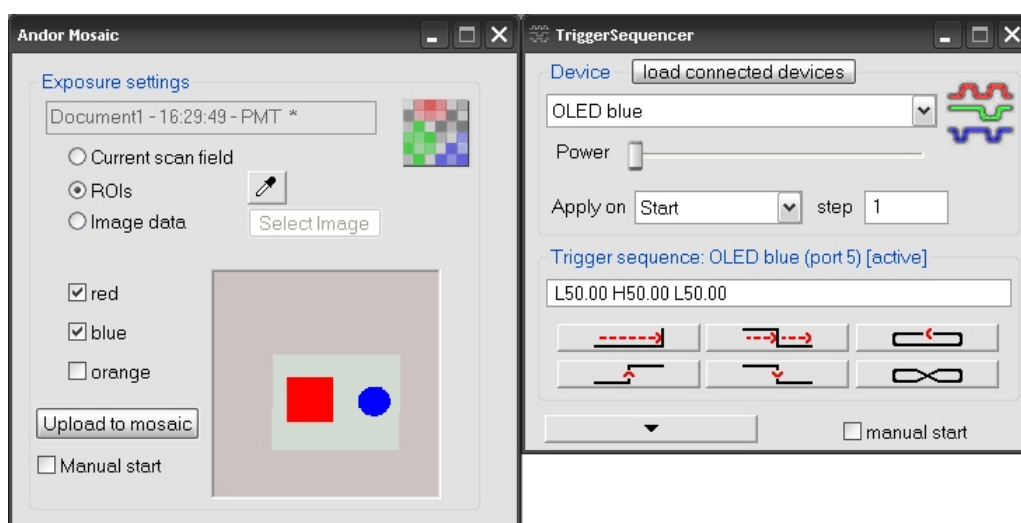 Andor Mosaic
Exposure settings
Document1 - 16:29:49 - PMT *
Current scan field
ROIs
Image data
Select Image
red
blue
orange
Upload to mosaic
Manual start
TriggerSequencer
Device
load connected devices
OLED blue
Power
Apply on
Start
step
1
Trigger sequence: OLED blue (port 5) [active]
L50.00 H50.00 L50.00
manual start